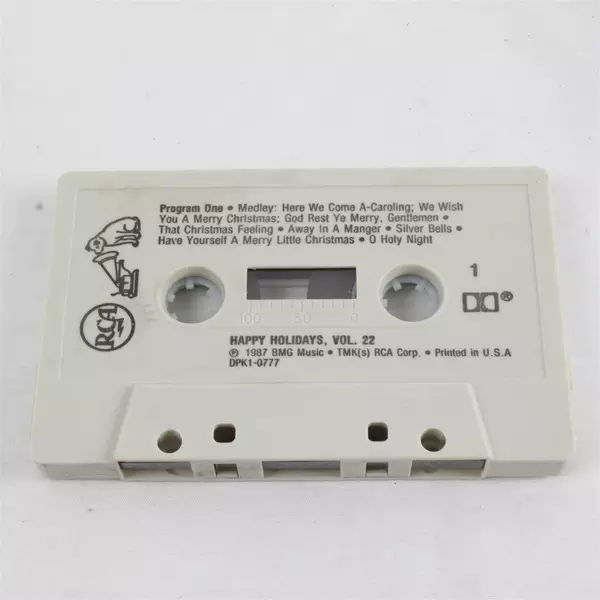 Program One • Medley: Here We Come A-Caroling; We Wish
You A Merry Christmas; God Rest Ye Merry, Gentlemen •
That Christmas Feeling • Away In A Manger • Silver Bells •
Have Yourself A Merry Little Christmas • O Holy Night
1
RCA
®
100 50 0
HAPPY HOLIDAYS, VOL. 22
℗ 1987 BMG Music • TMK(s) RCA Corp. • Printed in U.S.A
DPK1-0777